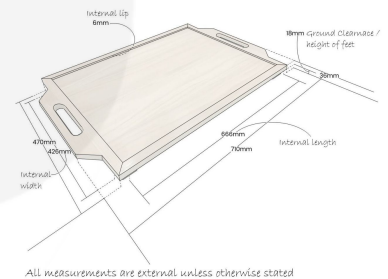 Internal lip
6mm
18mm Ground Clearnace /
height of feet
36mm
470mm
426mm
Internal
width
666mm
Internal length
710mm
All measurements are external unless otherwise stated